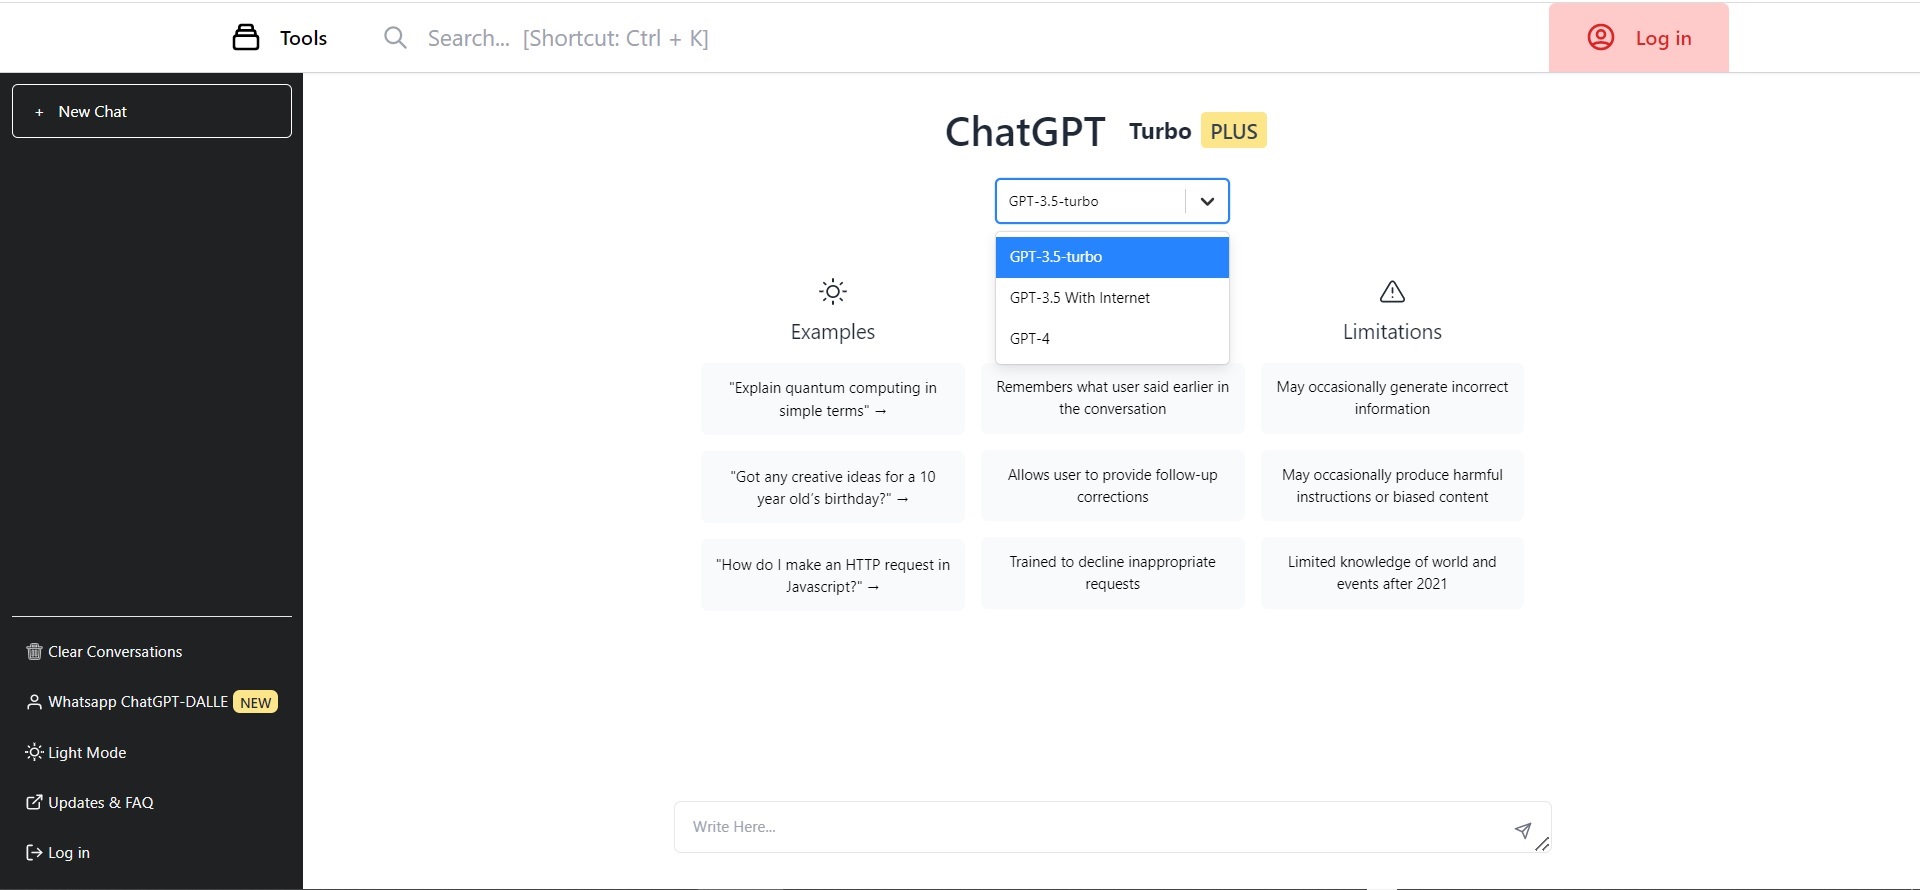 Tools
Search... [Shortcut: Ctrl + K]
Log in
+ New Chat
ChatGPT Turbo PLUS
GPT-3.5-turbo
GPT-3.5-turbo
GPT-3.5 With Internet
GPT-4
Examples
"Explain quantum computing in
simple terms" →
"Got any creative ideas for a 10
year old's birthday?" →
"How do I make an HTTP request in
Javascript?" →
Remembers what user said earlier in
the conversation
Allows user to provide follow-up
corrections
Trained to decline inappropriate
requests
Limitations
May occasionally generate incorrect
information
May occasionally produce harmful
instructions or biased content
Limited knowledge of world and
events after 2021
Clear Conversations
Whatsapp ChatGPT-DALLE NEW
Light Mode
Updates & FAQ
Log in
Write Here...